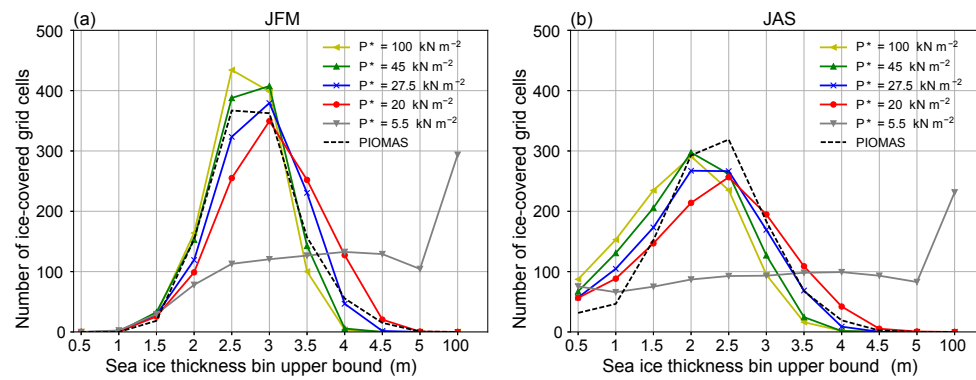 (a) JFM
500
400
300
200
100
0
Number of ice-covered grid cells
P* = 100 kN m⁻²
P* = 45 kN m⁻²
P* = 27.5 kN m⁻²
P* = 20 kN m⁻²
P* = 5.5 kN m⁻²
PIOMAS
0.5 1 1.5 2 2.5 3 3.5 4 4.5 5 100
Sea ice thickness bin upper bound (m)
(b) JAS
500
400
300
200
100
0
Number of ice-covered grid cells
P* = 100 kN m⁻²
P* = 45 kN m⁻²
P* = 27.5 kN m⁻²
P* = 20 kN m⁻²
P* = 5.5 kN m⁻²
PIOMAS
0.5 1 1.5 2 2.5 3 3.5 4 4.5 5 100
Sea ice thickness bin upper bound (m)